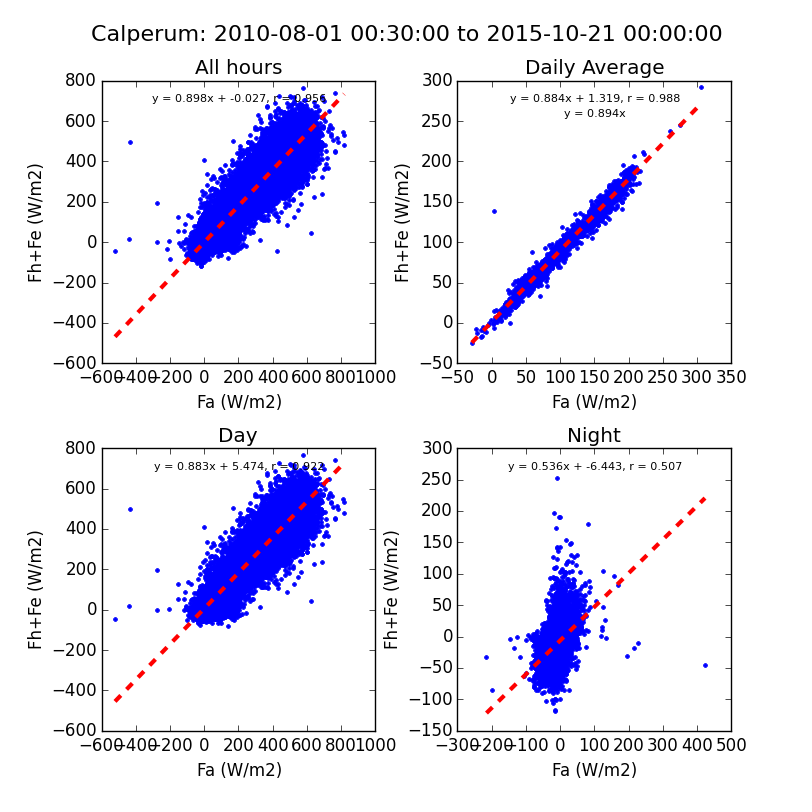 Calperum: 2010-08-01 00:30:00 to 2015-10-21 00:00:00
All hours
y = 0.898x + -0.027, r = 0.956
800
600
400
200
0
−200
−400
−600
−600 −400 −200 0 200 400 600 800 1000
Fh+Fe (W/m2)
Fa (W/m2)
Daily Average
y = 0.884x + 1.319, r = 0.988
y = 0.894x
300
250
200
150
100
50
0
−50
−50 0 50 100 150 200 250 300 350
Fh+Fe (W/m2)
Fa (W/m2)
Day
y = 0.883x + 5.474, r = 0.922
800
600
400
200
0
−200
−400
−600
−600 −400 −200 0 200 400 600 800 1000
Fh+Fe (W/m2)
Fa (W/m2)
Night
y = 0.536x + -6.443, r = 0.507
300
250
200
150
100
50
0
−50
−100
−150
−300 −200 −100 0 100 200 300 400 500
Fh+Fe (W/m2)
Fa (W/m2)